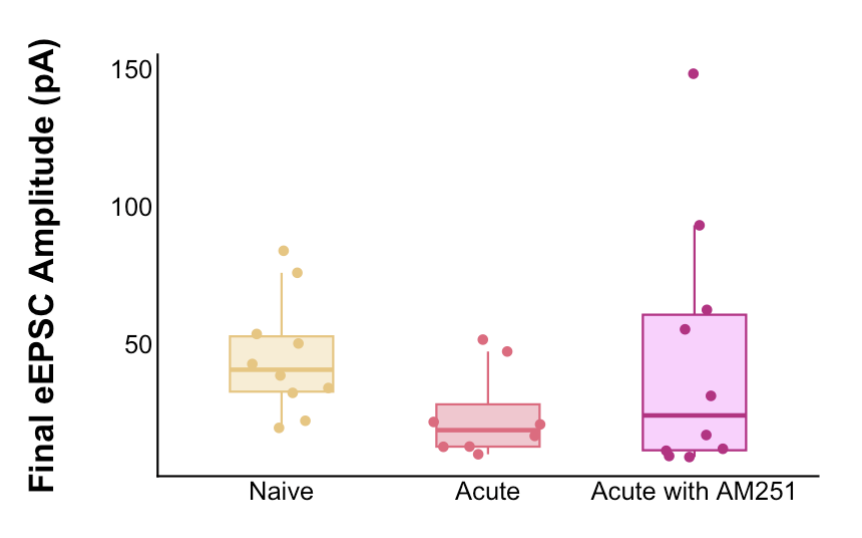 Final eEPSC Amplitude (pA)
150
100
50
Naive
Acute
Acute with AM251